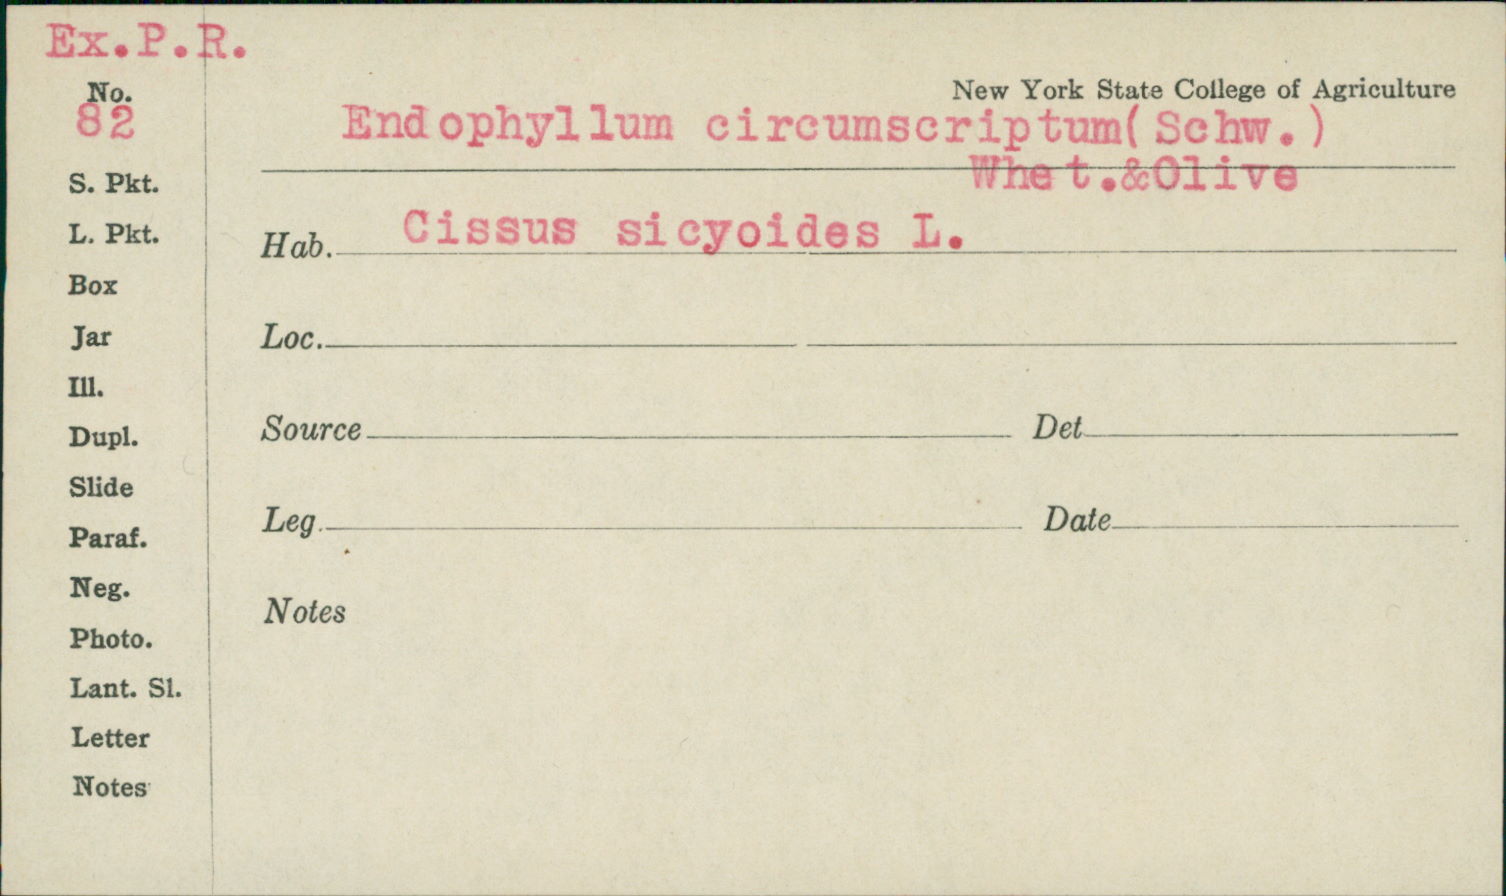 Ex.P.R.
No.
82
New York State College of Agriculture
Endophyllum circumscriptum(Schw.)
Whet.&Olive
S. Pkt.
L. Pkt.
Hab. Cissus sicyoides L.
Box
Jar
Loc.
Ill.
Dupl.
Source Det
Slide
Leg. Date
Paraf.
Neg.
Notes
Photo.
Lant. Sl.
Letter
Notes